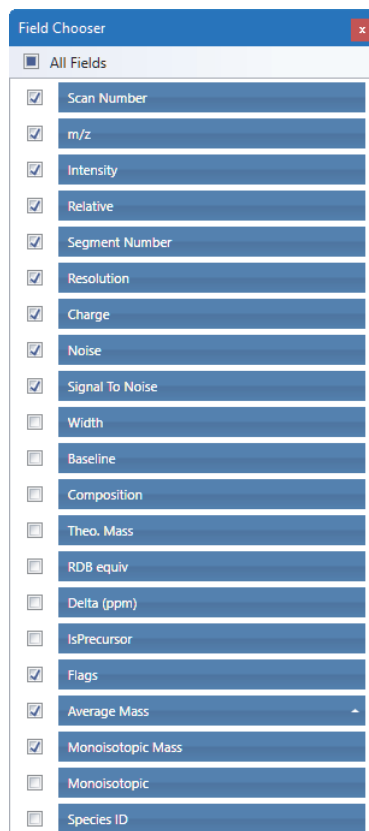 Field Chooser
x
All Fields
Scan Number
m/z
Intensity
Relative
Segment Number
Resolution
Charge
Noise
Signal To Noise
Width
Baseline
Composition
Theo. Mass
RDB equiv
Delta (ppm)
IsPrecursor
Flags
Average Mass
Monoisotopic Mass
Monoisotopic
Species ID